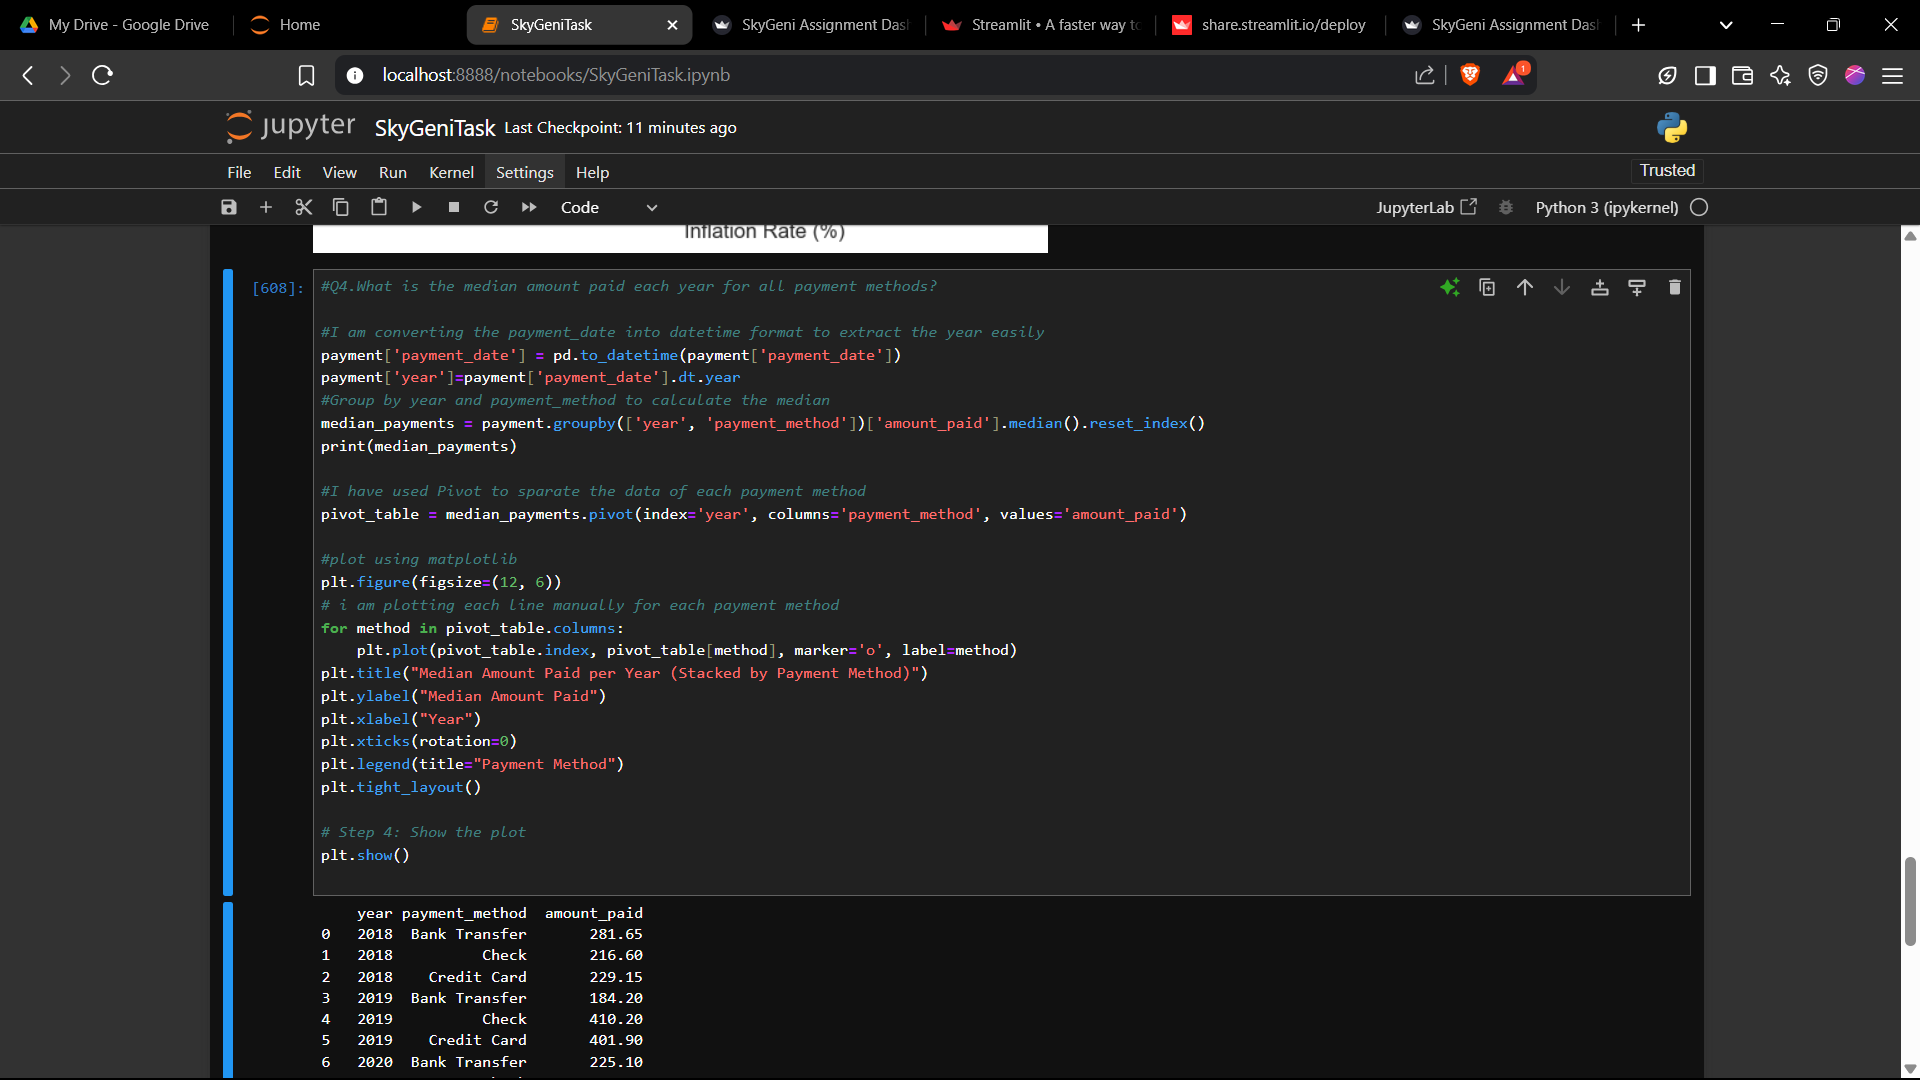 My Drive - Google Drive
Home
SkyGeniTask
SkyGeni Assignment Das
Streamlit • A faster way to
share.streamlit.io/deploy
SkyGeni Assignment Das
localhost:8888/notebooks/SkyGeniTask.ipynb
1
jupyter SkyGeniTask Last Checkpoint: 11 minutes ago
File Edit View Run Kernel Settings Help
Trusted
Code
JupyterLab
Python 3 (ipykernel)
Inflation Rate (%)
[608]:
#Q4.What is the median amount paid each year for all payment methods?
#I am converting the payment_date into datetime format to extract the year easily
payment['payment_date'] = pd.to_datetime(payment['payment_date'])
payment['year']=payment['payment_date'].dt.year
#Group by year and payment_method to calculate the median
median_payments = payment.groupby(['year', 'payment_method'])['amount_paid'].median().reset_index()
print(median_payments)
#I have used Pivot to sparate the data of each payment method
pivot_table = median_payments.pivot(index='year', columns='payment_method', values='amount_paid')
#plot using matplotlib
plt.figure(figsize=(12, 6))
# i am plotting each line manually for each payment method
for method in pivot_table.columns:
    plt.plot(pivot_table.index, pivot_table[method], marker='o', label=method)
plt.title("Median Amount Paid per Year (Stacked by Payment Method)")
plt.ylabel("Median Amount Paid")
plt.xlabel("Year")
plt.xticks(rotation=0)
plt.legend(title="Payment Method")
plt.tight_layout()
# Step 4: Show the plot
plt.show()
year payment_method amount_paid
0 2018 Bank Transfer 281.65
1 2018 Check 216.60
2 2018 Credit Card 229.15
3 2019 Bank Transfer 184.20
4 2019 Check 410.20
5 2019 Credit Card 401.90
6 2020 Bank Transfer 225.10